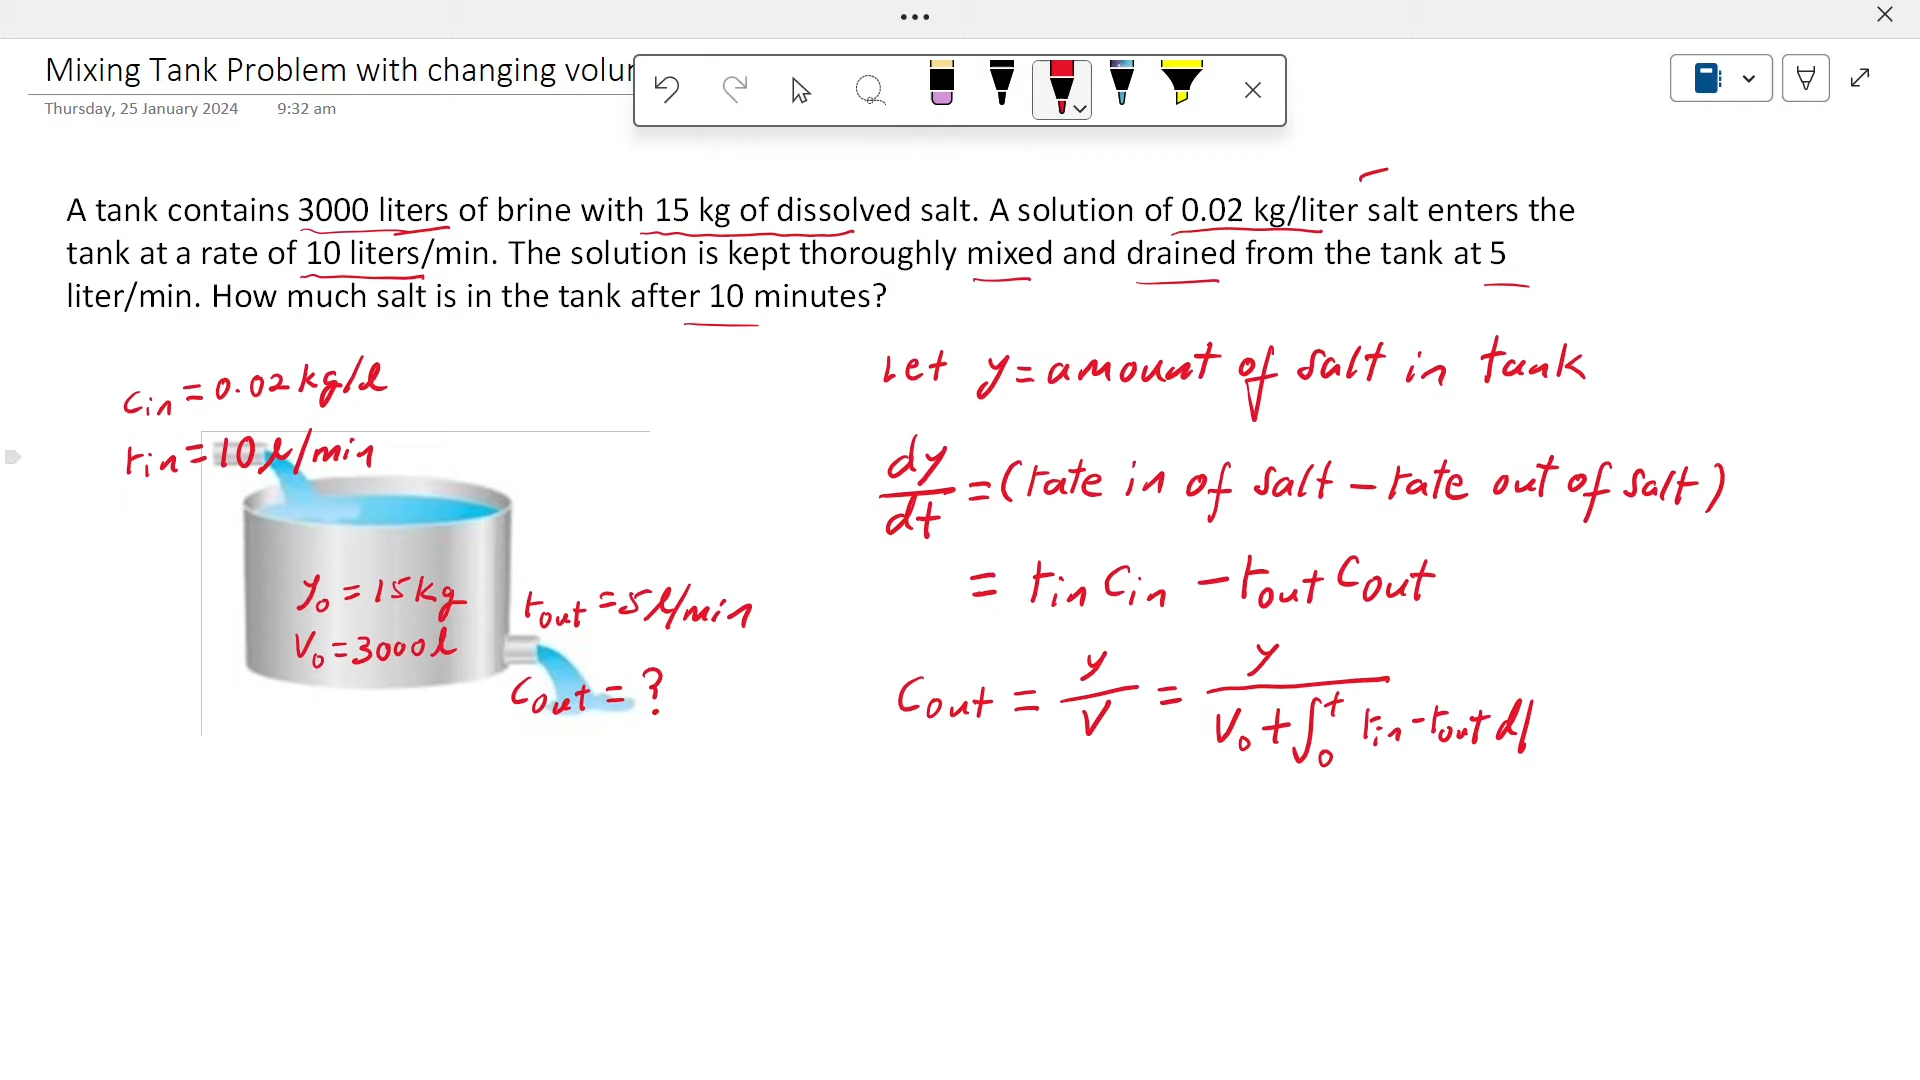 Mixing Tank Problem with changing volu
Thursday, 25 January 2024 9:32 am
A tank contains 3000 liters of brine with 15 kg of dissolved salt. A solution of 0.02 kg/liter salt enters the
tank at a rate of 10 liters/min. The solution is kept thoroughly mixed and drained from the tank at 5
liter/min. How much salt is in the tank after 10 minutes?
Cin = 0.02 kg/l
rin = 10 l/min
y₀ = 15 kg
V₀ = 3000 l
rout = 5 l/min
Cout = ?
Let y = amount of salt in tank
dy/dt = (rate in of salt − rate out of salt)
= rin Cin − rout Cout
Cout = y/V = y/(V₀ + ∫₀ᵗ rin − rout d